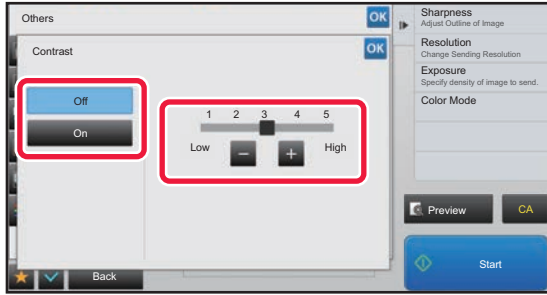 Others
OK
Contrast
OK
Off
On
1 2 3 4 5
Low
High
Back
Sharpness
Adjust Outline of Image
Resolution
Change Sending Resolution
Exposure
Specify density of image to send.
Color Mode
Preview
CA
Start